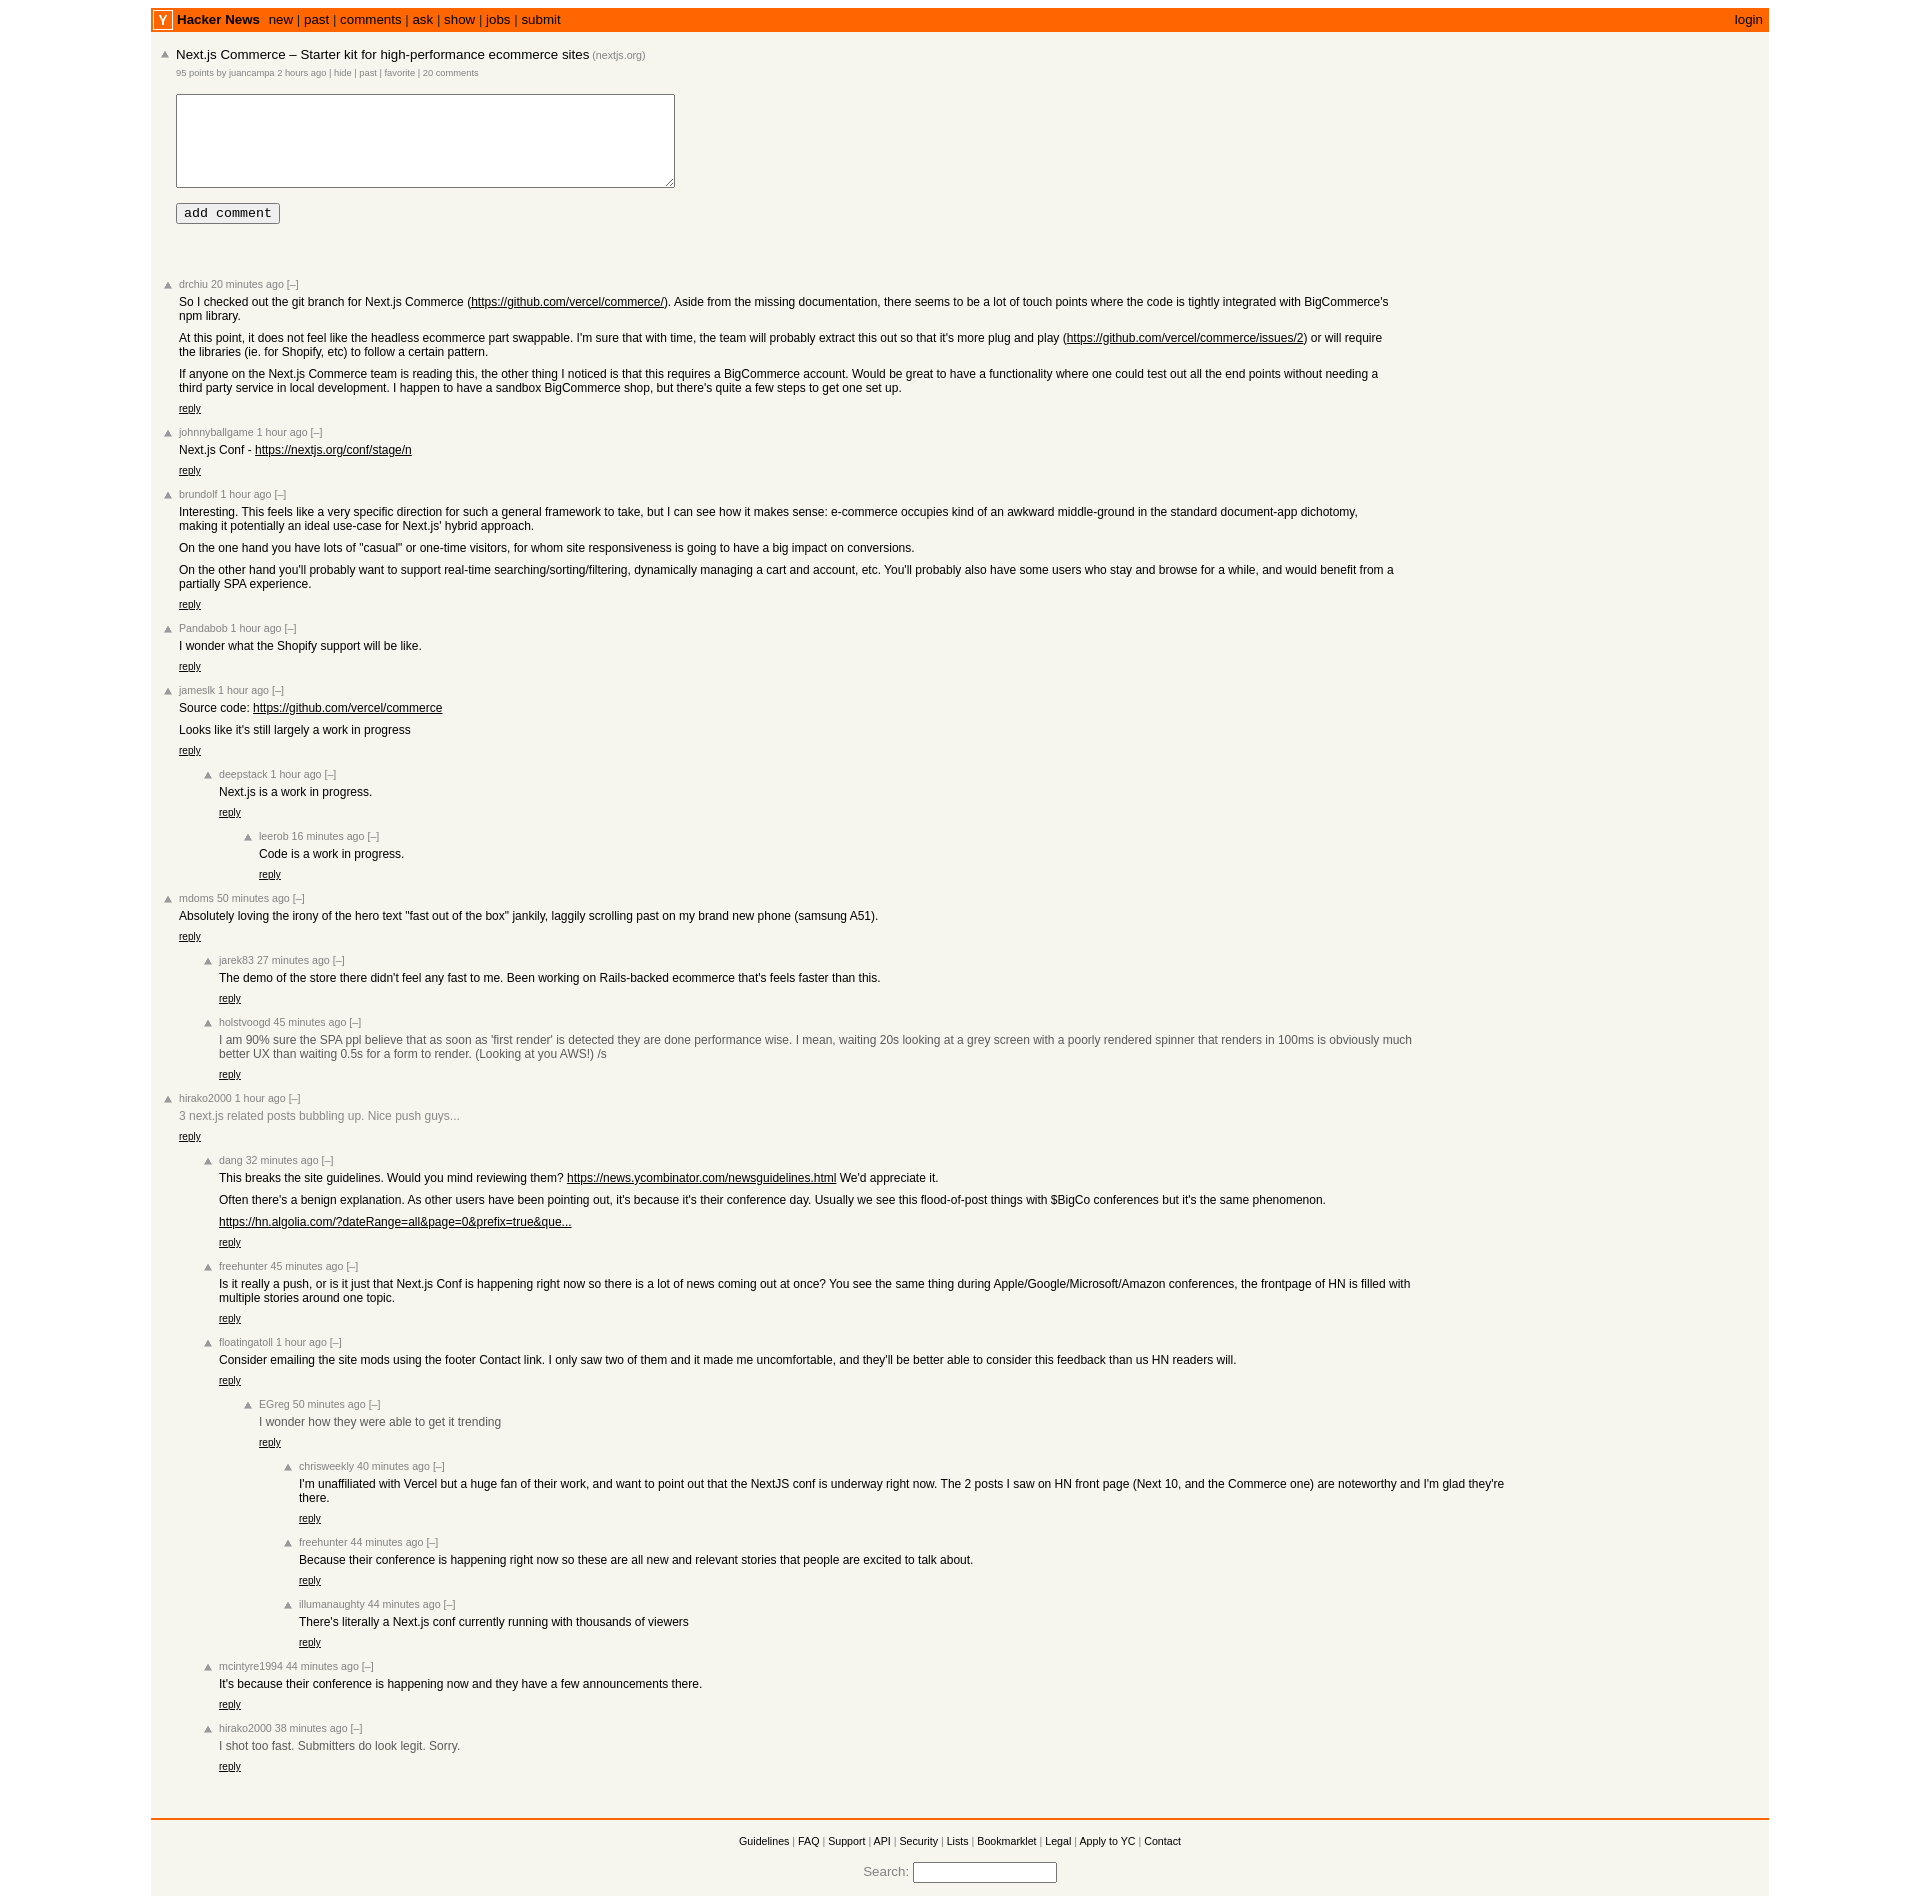 Y Hacker News new | past | comments | ask | show | jobs | submit login
Next.js Commerce – Starter kit for high-performance ecommerce sites (nextjs.org)
95 points by juancampa 2 hours ago | hide | past | favorite | 20 comments
add comment
drchiu 20 minutes ago [–]
So I checked out the git branch for Next.js Commerce (https://github.com/vercel/commerce/). Aside from the missing documentation, there seems to be a lot of touch points where the code is tightly integrated with BigCommerce's
npm library.
At this point, it does not feel like the headless ecommerce part swappable. I'm sure that with time, the team will probably extract this out so that it's more plug and play (https://github.com/vercel/commerce/issues/2) or will require
the libraries (ie. for Shopify, etc) to follow a certain pattern.
If anyone on the Next.js Commerce team is reading this, the other thing I noticed is that this requires a BigCommerce account. Would be great to have a functionality where one could test out all the end points without needing a
third party service in local development. I happen to have a sandbox BigCommerce shop, but there's quite a few steps to get one set up.
reply
johnnyballgame 1 hour ago [–]
Next.js Conf - https://nextjs.org/conf/stage/n
reply
brundolf 1 hour ago [–]
Interesting. This feels like a very specific direction for such a general framework to take, but I can see how it makes sense: e-commerce occupies kind of an awkward middle-ground in the standard document-app dichotomy,
making it potentially an ideal use-case for Next.js' hybrid approach.
On the one hand you have lots of "casual" or one-time visitors, for whom site responsiveness is going to have a big impact on conversions.
On the other hand you'll probably want to support real-time searching/sorting/filtering, dynamically managing a cart and account, etc. You'll probably also have some users who stay and browse for a while, and would benefit from a
partially SPA experience.
reply
Pandabob 1 hour ago [–]
I wonder what the Shopify support will be like.
reply
jameslk 1 hour ago [–]
Source code: https://github.com/vercel/commerce
Looks like it's still largely a work in progress
reply
deepstack 1 hour ago [–]
Next.js is a work in progress.
reply
leerob 16 minutes ago [–]
Code is a work in progress.
reply
mdoms 50 minutes ago [–]
Absolutely loving the irony of the hero text "fast out of the box" jankily, laggily scrolling past on my brand new phone (samsung A51).
reply
jarek83 27 minutes ago [–]
The demo of the store there didn't feel any fast to me. Been working on Rails-backed ecommerce that's feels faster than this.
reply
holstvoogd 45 minutes ago [–]
I am 90% sure the SPA ppl believe that as soon as 'first render' is detected they are done performance wise. I mean, waiting 20s looking at a grey screen with a poorly rendered spinner that renders in 100ms is obviously much
better UX than waiting 0.5s for a form to render. (Looking at you AWS!) /s
reply
hirako2000 1 hour ago [–]
3 next.js related posts bubbling up. Nice push guys...
reply
dang 32 minutes ago [–]
This breaks the site guidelines. Would you mind reviewing them? https://news.ycombinator.com/newsguidelines.html We'd appreciate it.
Often there's a benign explanation. As other users have been pointing out, it's because it's their conference day. Usually we see this flood-of-post things with $BigCo conferences but it's the same phenomenon.
https://hn.algolia.com/?dateRange=all&page=0&prefix=true&que...
reply
freehunter 45 minutes ago [–]
Is it really a push, or is it just that Next.js Conf is happening right now so there is a lot of news coming out at once? You see the same thing during Apple/Google/Microsoft/Amazon conferences, the frontpage of HN is filled with
multiple stories around one topic.
reply
floatingatoll 1 hour ago [–]
Consider emailing the site mods using the footer Contact link. I only saw two of them and it made me uncomfortable, and they'll be better able to consider this feedback than us HN readers will.
reply
EGreg 50 minutes ago [–]
I wonder how they were able to get it trending
reply
chrisweekly 40 minutes ago [–]
I'm unaffiliated with Vercel but a huge fan of their work, and want to point out that the NextJS conf is underway right now. The 2 posts I saw on HN front page (Next 10, and the Commerce one) are noteworthy and I'm glad they're
there.
reply
freehunter 44 minutes ago [–]
Because their conference is happening right now so these are all new and relevant stories that people are excited to talk about.
reply
illumanaughty 44 minutes ago [–]
There's literally a Next.js conf currently running with thousands of viewers
reply
mcintyre1994 44 minutes ago [–]
It's because their conference is happening now and they have a few announcements there.
reply
hirako2000 38 minutes ago [–]
I shot too fast. Submitters do look legit. Sorry.
reply
Guidelines | FAQ | Support | API | Security | Lists | Bookmarklet | Legal | Apply to YC | Contact
Search: